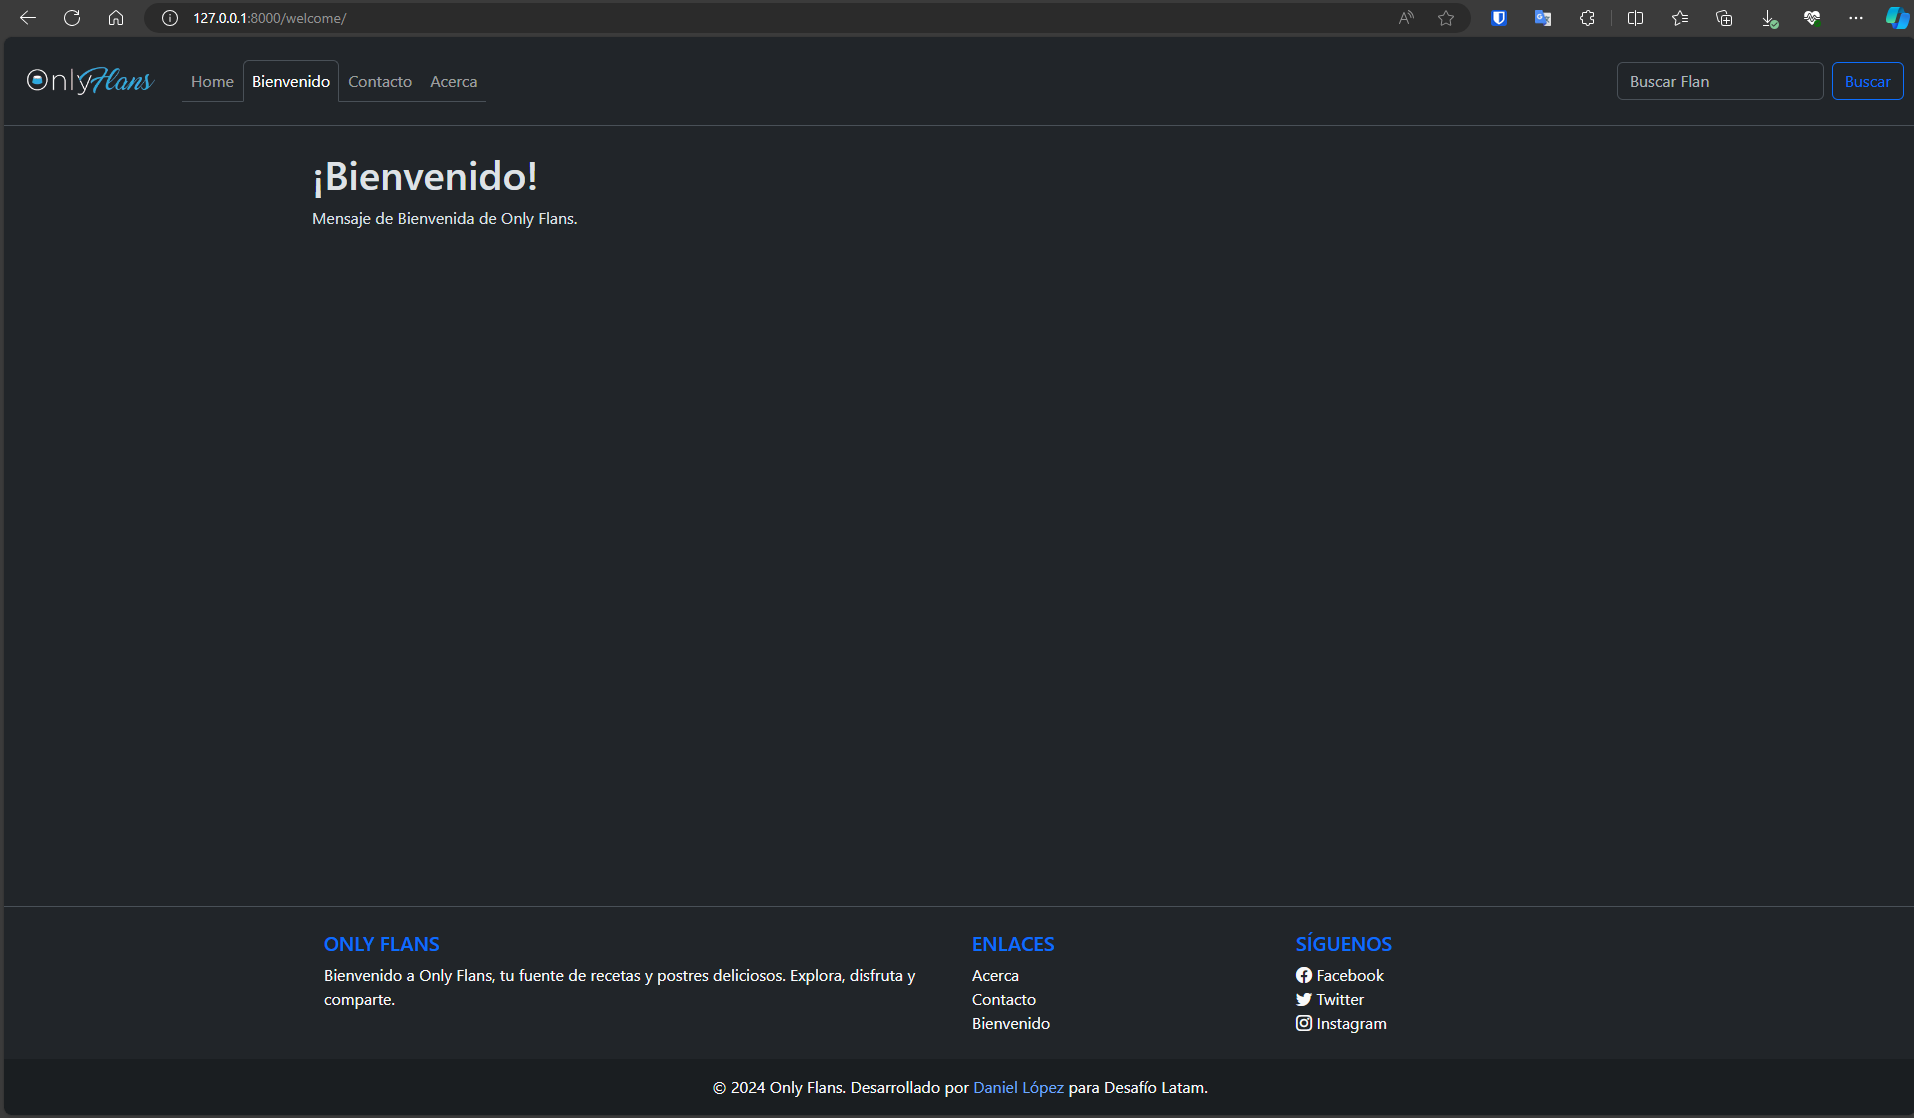 127.0.0.1:8000/welcome/
OnlyFlans
Home Bienvenido Contacto Acerca
Buscar Flan Buscar
¡Bienvenido!
Mensaje de Bienvenida de Only Flans.
ONLY FLANS
Bienvenido a Only Flans, tu fuente de recetas y postres deliciosos. Explora, disfruta y
comparte.
ENLACES
Acerca
Contacto
Bienvenido
SÍGUENOS
Facebook
Twitter
Instagram
© 2024 Only Flans. Desarrollado por Daniel López para Desafío Latam.